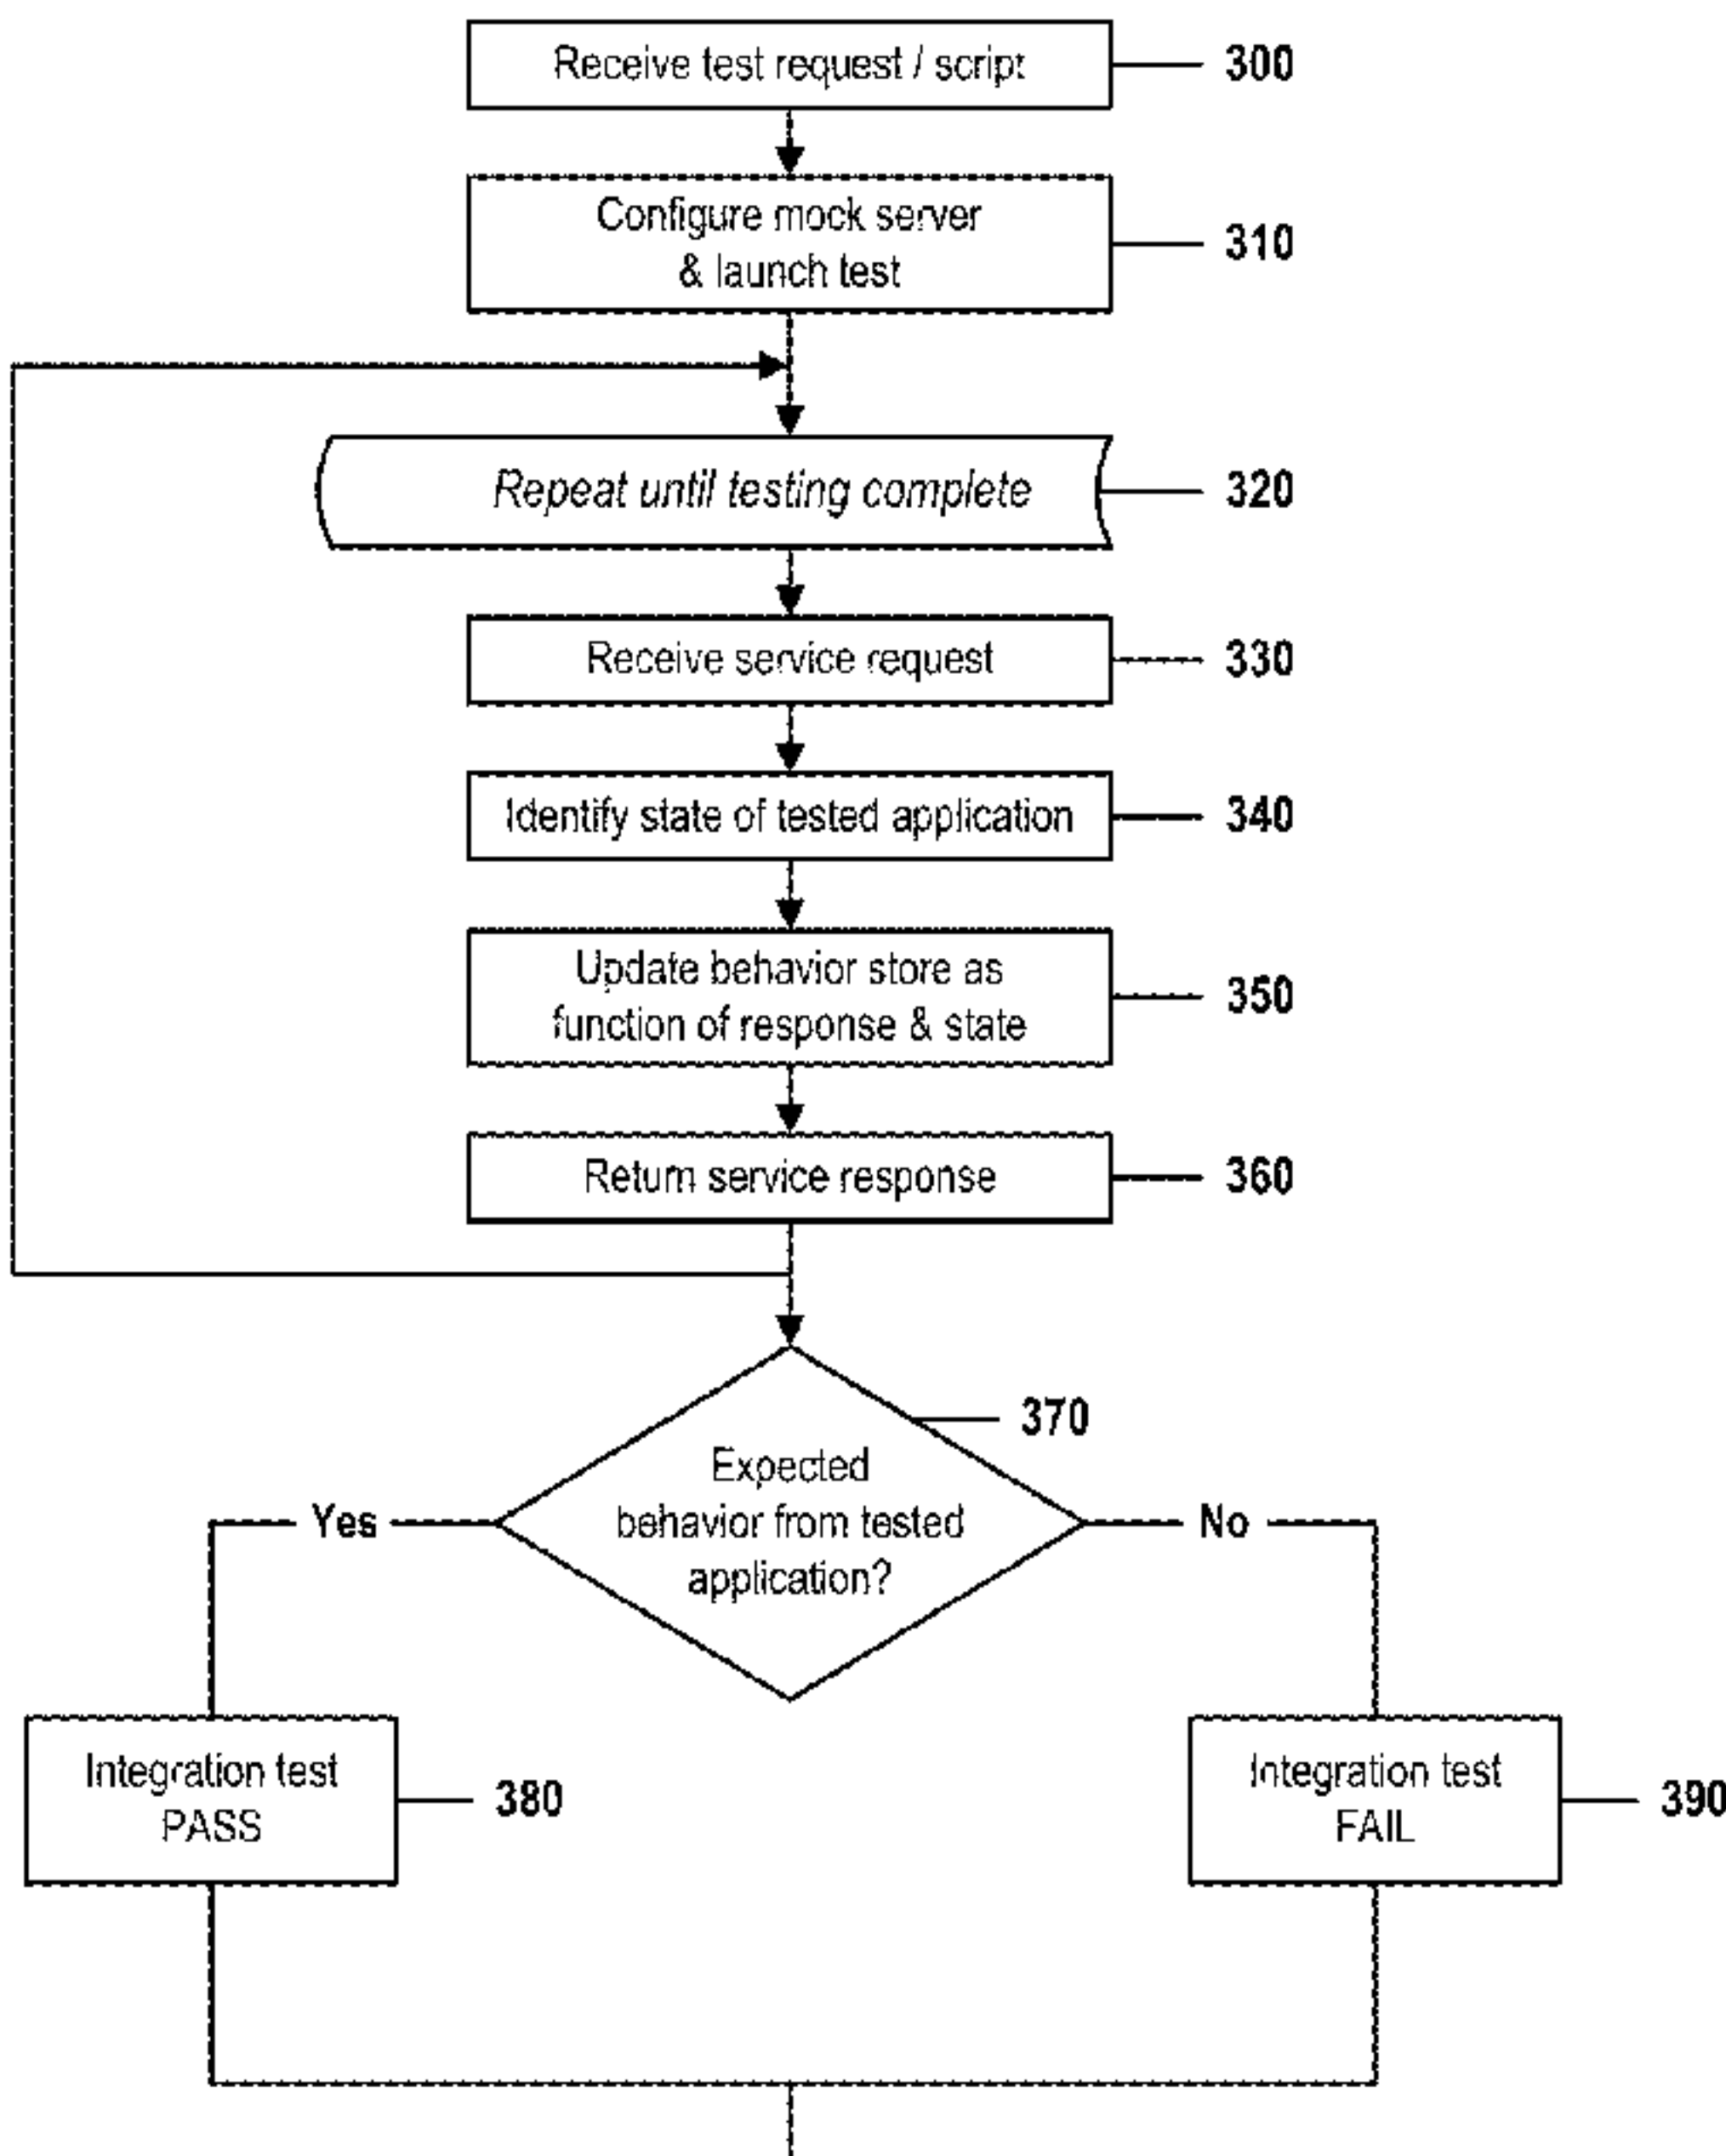 Receive test request / script
300
Configure mock server
& launch test
310
Repeat until testing complete
320
Receive service request
330
Identify state of tested application
340
Update behavior store as
function of response & state
350
Return service response
360
370
Expected
behavior from tested
application?
Yes
No
Integration test
PASS
380
Integration test
FAIL
390